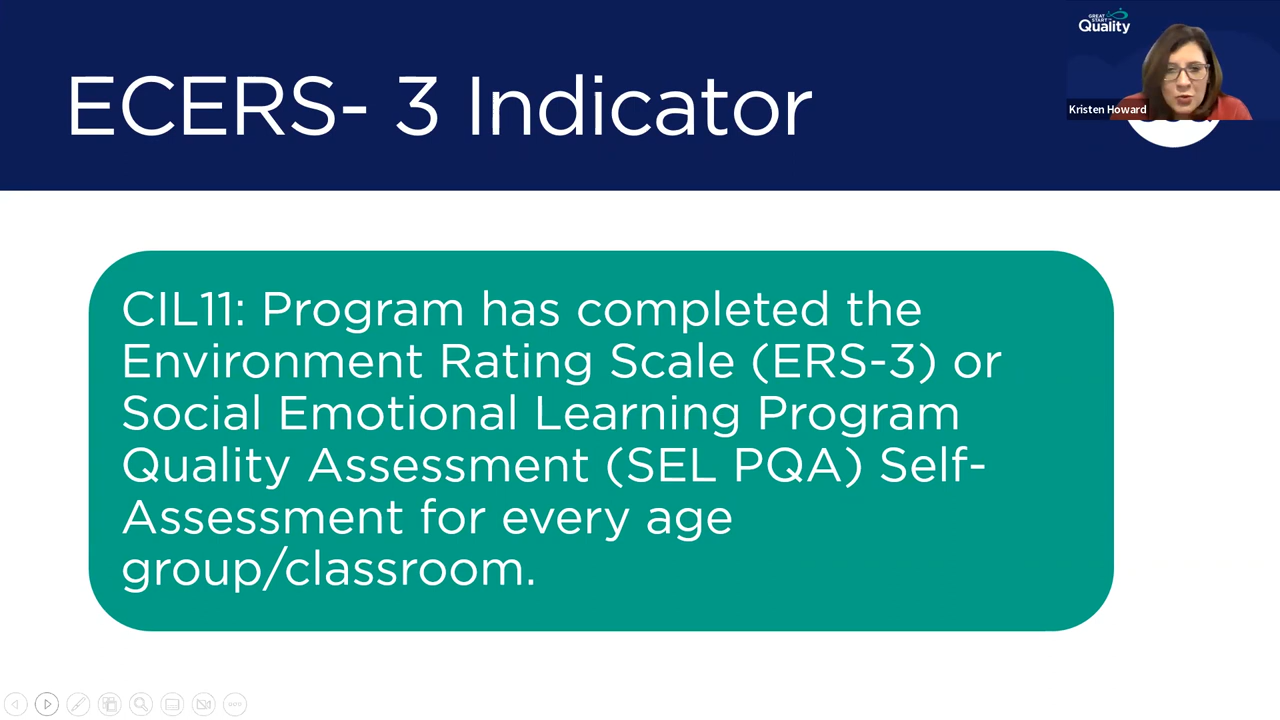 ECERS- 3 Indicator
GREAT
START TO
Quality
Kristen Howard
CIL11: Program has completed the
Environment Rating Scale (ERS-3) or
Social Emotional Learning Program
Quality Assessment (SEL PQA) Self-
Assessment for every age
group/classroom.